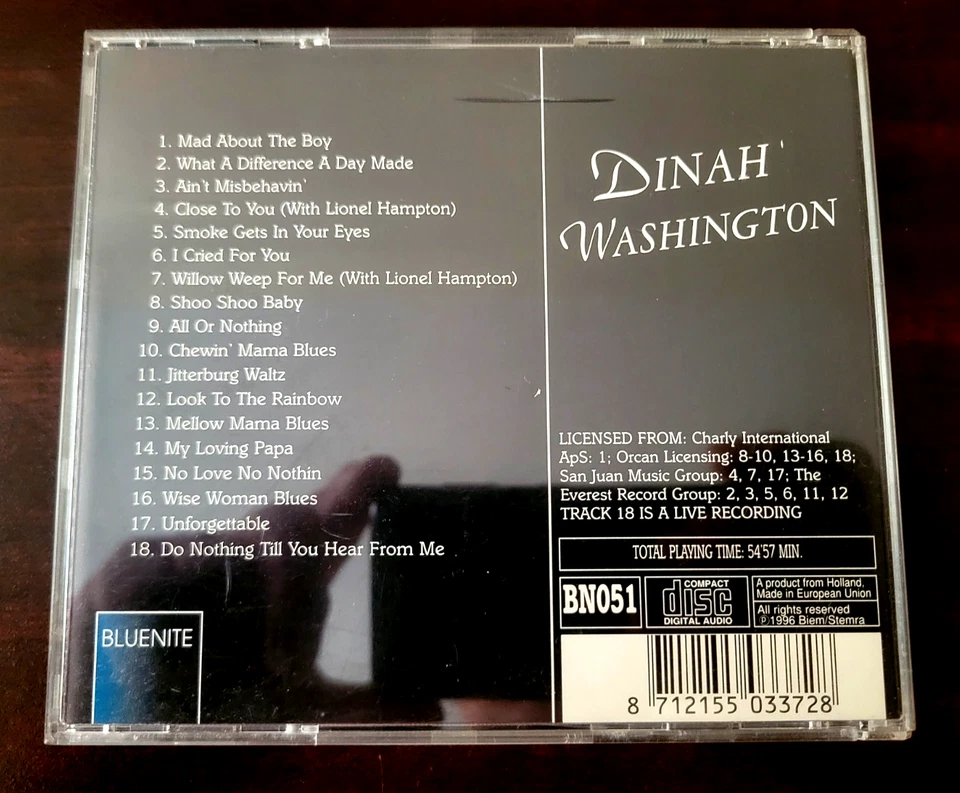 1. Mad About The Boy
2. What A Difference A Day Made
3. Ain't Misbehavin'
4. Close To You (With Lionel Hampton)
5. Smoke Gets In Your Eyes
6. I Cried For You
7. Willow Weep For Me (With Lionel Hampton)
8. Shoo Shoo Baby
9. All Or Nothing
10. Chewin' Mama Blues
11. Jitterburg Waltz
12. Look To The Rainbow
13. Mellow Mama Blues
14. My Loving Papa
15. No Love No Nothin
16. Wise Woman Blues
17. Unforgettable
18. Do Nothing Till You Hear From Me
BLUENITE
DINAH
WASHINGTON
LICENSED FROM: Charly International
ApS: 1; Orcan Licensing: 8-10, 13-16, 18;
San Juan Music Group: 4, 7, 17; The
Everest Record Group: 2, 3, 5, 6, 11, 12
TRACK 18 IS A LIVE RECORDING
TOTAL PLAYING TIME: 54'57 MIN.
BN051
COMPACT
disc
DIGITAL AUDIO
A product from Holland,
Made in European Union
All rights reserved
℗1996 Biem/Stemra
8 712155 033728